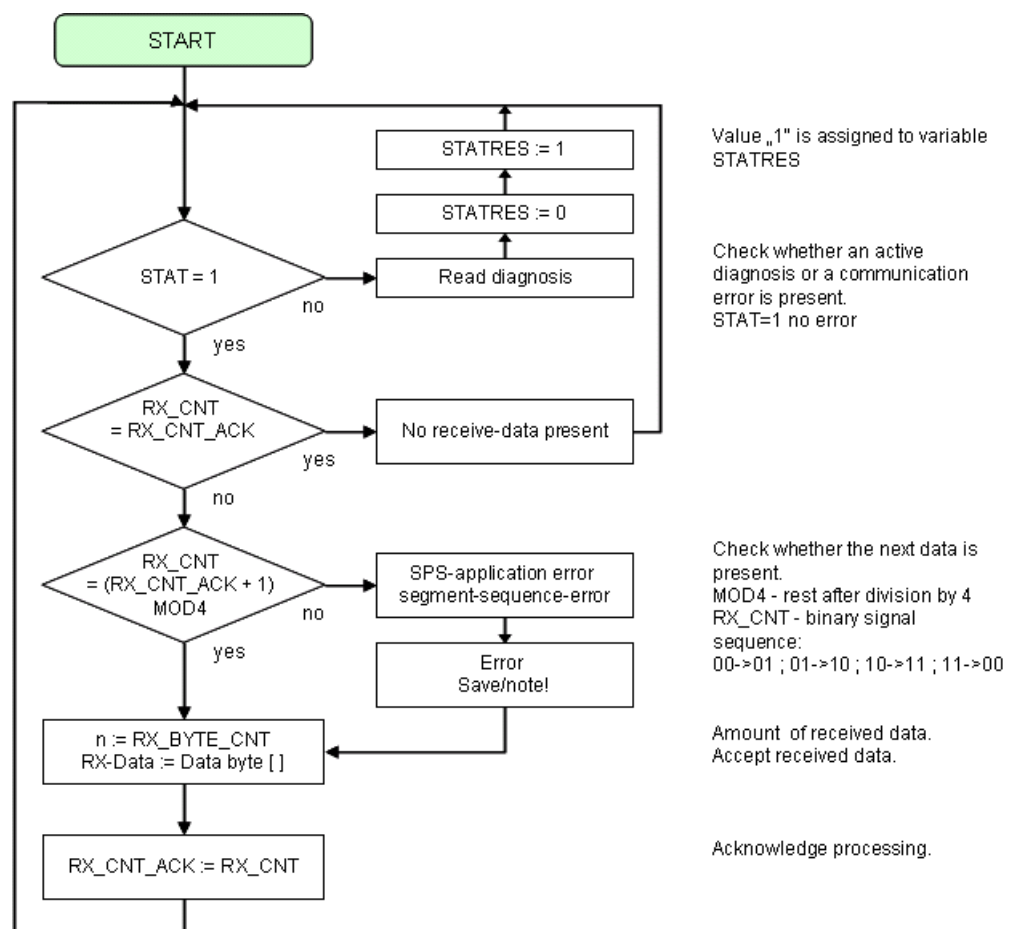 START
STATRES := 1
Value „1" is assigned to variable
STATRES
STATRES := 0
STAT = 1
no
Read diagnosis
Check whether an active
diagnosis or a communication
error is present.
STAT=1 no error
yes
RX_CNT
= RX_CNT_ACK
yes
No receive-data present
no
RX_CNT
= (RX_CNT_ACK + 1)
MOD4
no
SPS-application error
segment-sequence-error
Check whether the next data is
present.
MOD4 - rest after division by 4
RX_CNT - binary signal
sequence:
00->01 ; 01->10 ; 10->11 ; 11->00
yes
Error
Save/note!
n := RX_BYTE_CNT
RX-Data := Data byte [ ]
Amount of received data.
Accept received data.
RX_CNT_ACK := RX_CNT
Acknowledge processing.